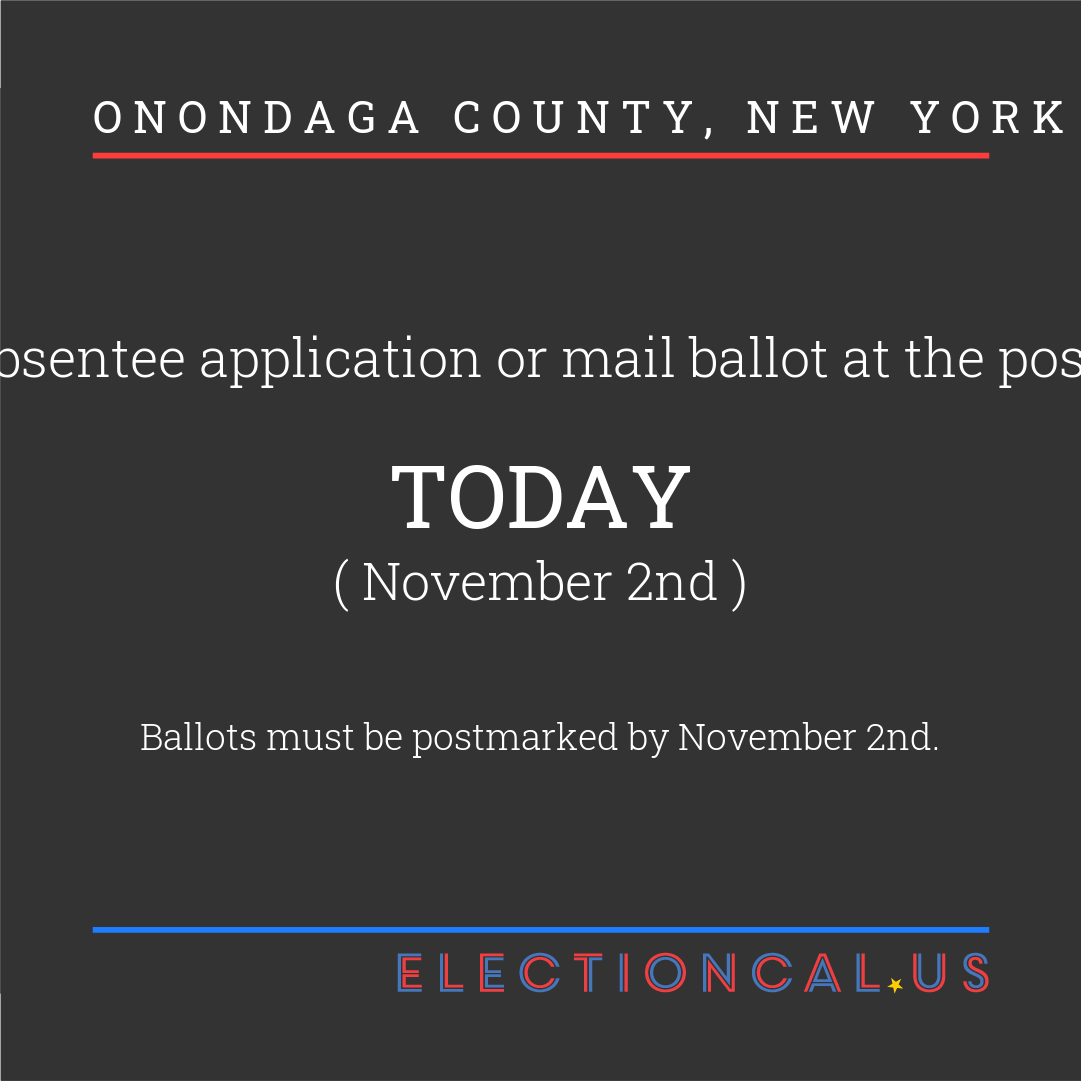 ONONDAGA COUNTY, NEW YORK
bsentee application or mail ballot at the pos
TODAY
( November 2nd )
Ballots must be postmarked by November 2nd.
ELECTIONCAL.US